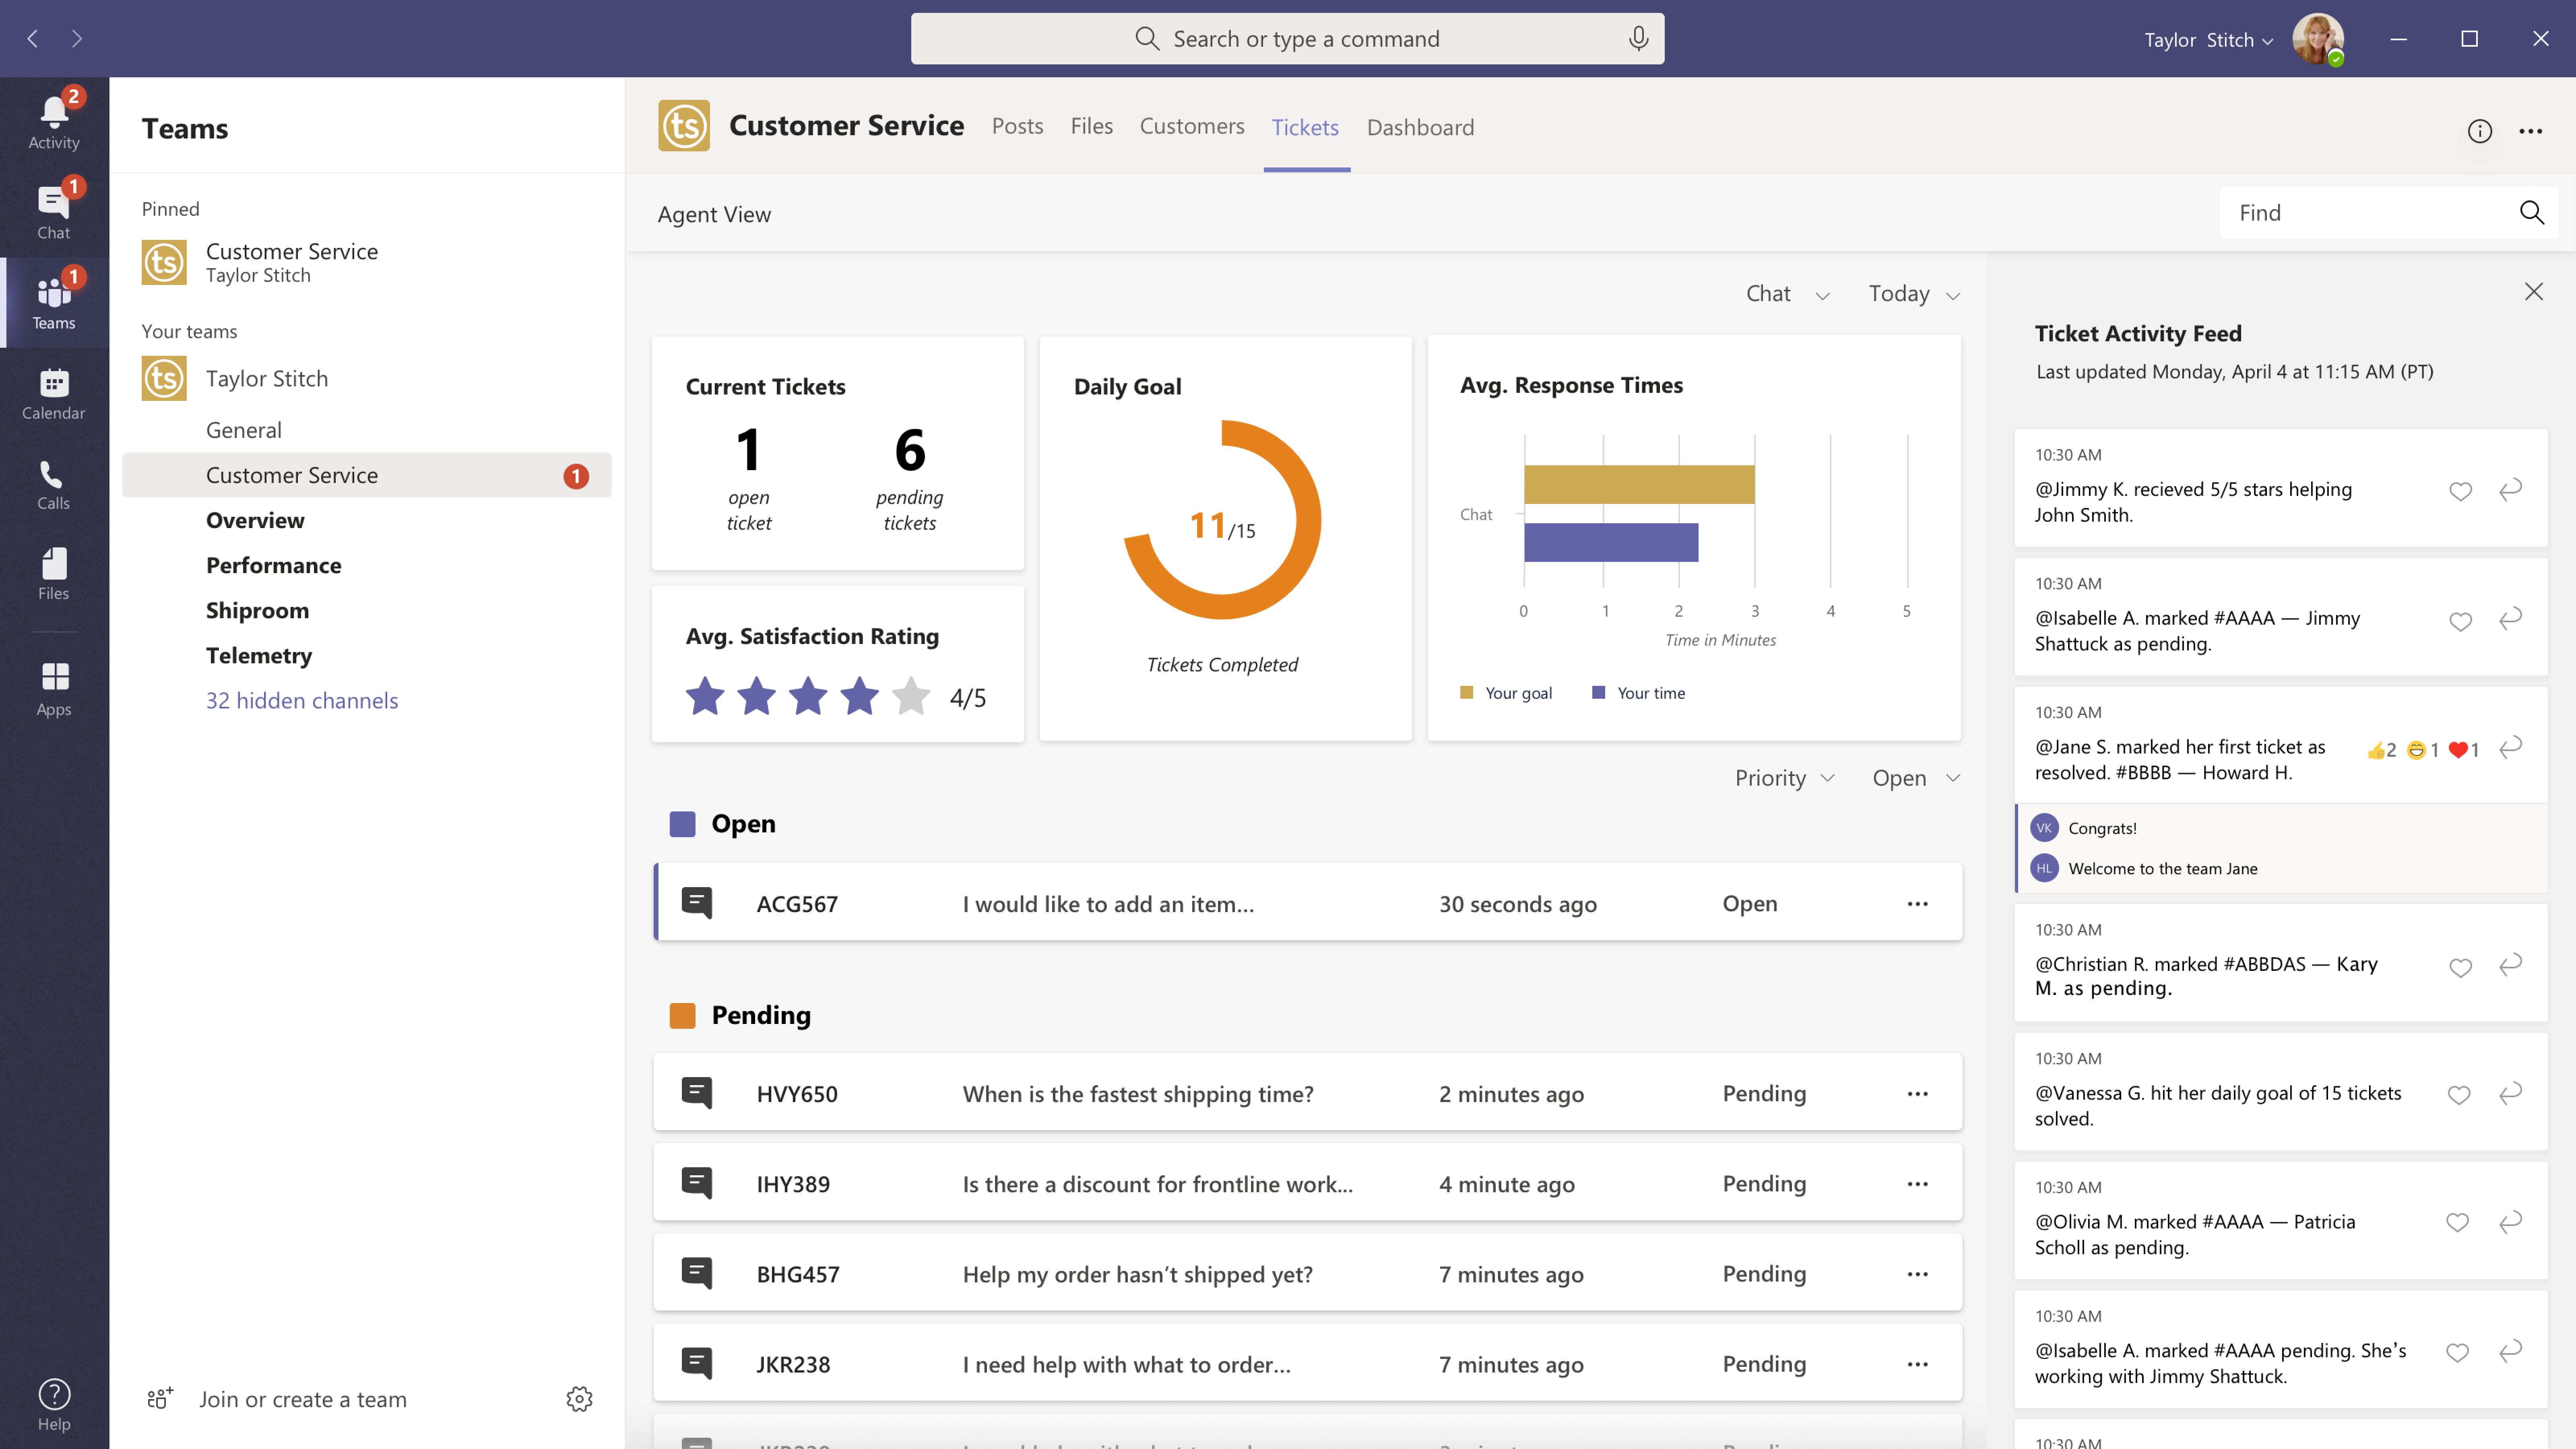 Search or type a command
Taylor Stitch
2
Activity
1
Chat
1
Teams
Calendar
Calls
Files
Apps
Help
Teams
Pinned
ts
Customer Service
Taylor Stitch
Your teams
ts
Taylor Stitch
General
Customer Service 1
Overview
Performance
Shiproom
Telemetry
32 hidden channels
Join or create a team
ts
Customer Service Posts Files Customers Tickets Dashboard
Agent View
Find
Chat Today
Current Tickets
1 6
open pending
ticket tickets
Avg. Satisfaction Rating
4/5
Daily Goal
11/15
Tickets Completed
Avg. Response Times
Chat
0 1 2 3 4 5
Time in Minutes
Your goal Your time
Priority Open
Open
ACG567 I would like to add an item... 30 seconds ago Open
Pending
HVY650 When is the fastest shipping time? 2 minutes ago Pending
IHY389 Is there a discount for frontline work... 4 minute ago Pending
BHG457 Help my order hasn’t shipped yet? 7 minutes ago Pending
JKR238 I need help with what to order... 7 minutes ago Pending
Ticket Activity Feed
Last updated Monday, April 4 at 11:15 AM (PT)
10:30 AM
@Jimmy K. recieved 5/5 stars helping
John Smith.
10:30 AM
@Isabelle A. marked #AAAA — Jimmy
Shattuck as pending.
10:30 AM
@Jane S. marked her first ticket as
resolved. #BBBB — Howard H.
👍2 😁1 ❤️1
VK Congrats!
HL Welcome to the team Jane
10:30 AM
@Christian R. marked #ABBDAS — Kary
M. as pending.
10:30 AM
@Vanessa G. hit her daily goal of 15 tickets
solved.
10:30 AM
@Olivia M. marked #AAAA — Patricia
Scholl as pending.
10:30 AM
@Isabelle A. marked #AAAA pending. She’s
working with Jimmy Shattuck.
10:30 AM